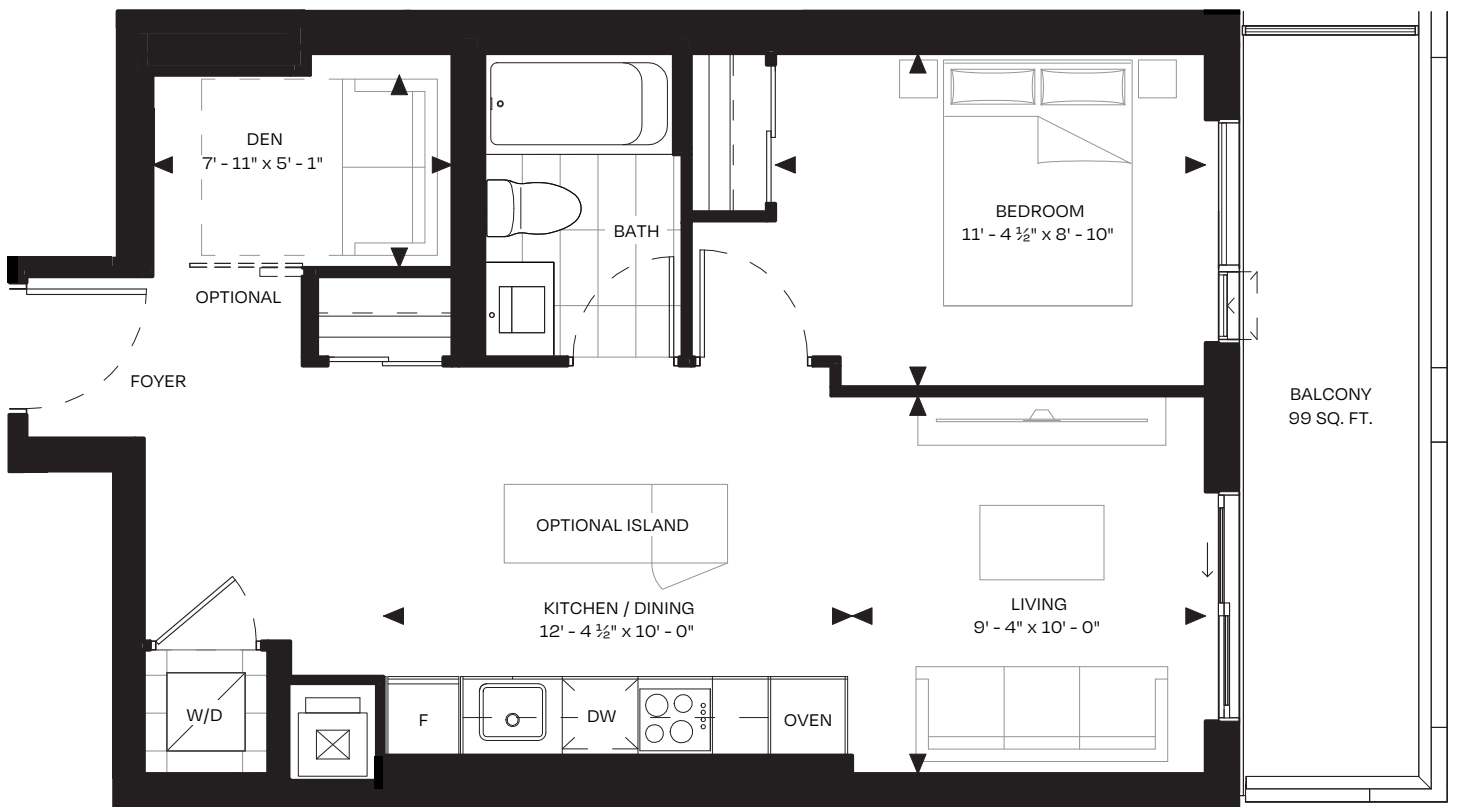 DEN
7' - 11" x 5' - 1"
BATH
BEDROOM
11' - 4 ½" x 8' - 10"
OPTIONAL
FOYER
BALCONY
99 SQ. FT.
OPTIONAL ISLAND
KITCHEN / DINING
12' - 4 ½" x 10' - 0"
LIVING
9' - 4" x 10' - 0"
W/D
F
DW
OVEN